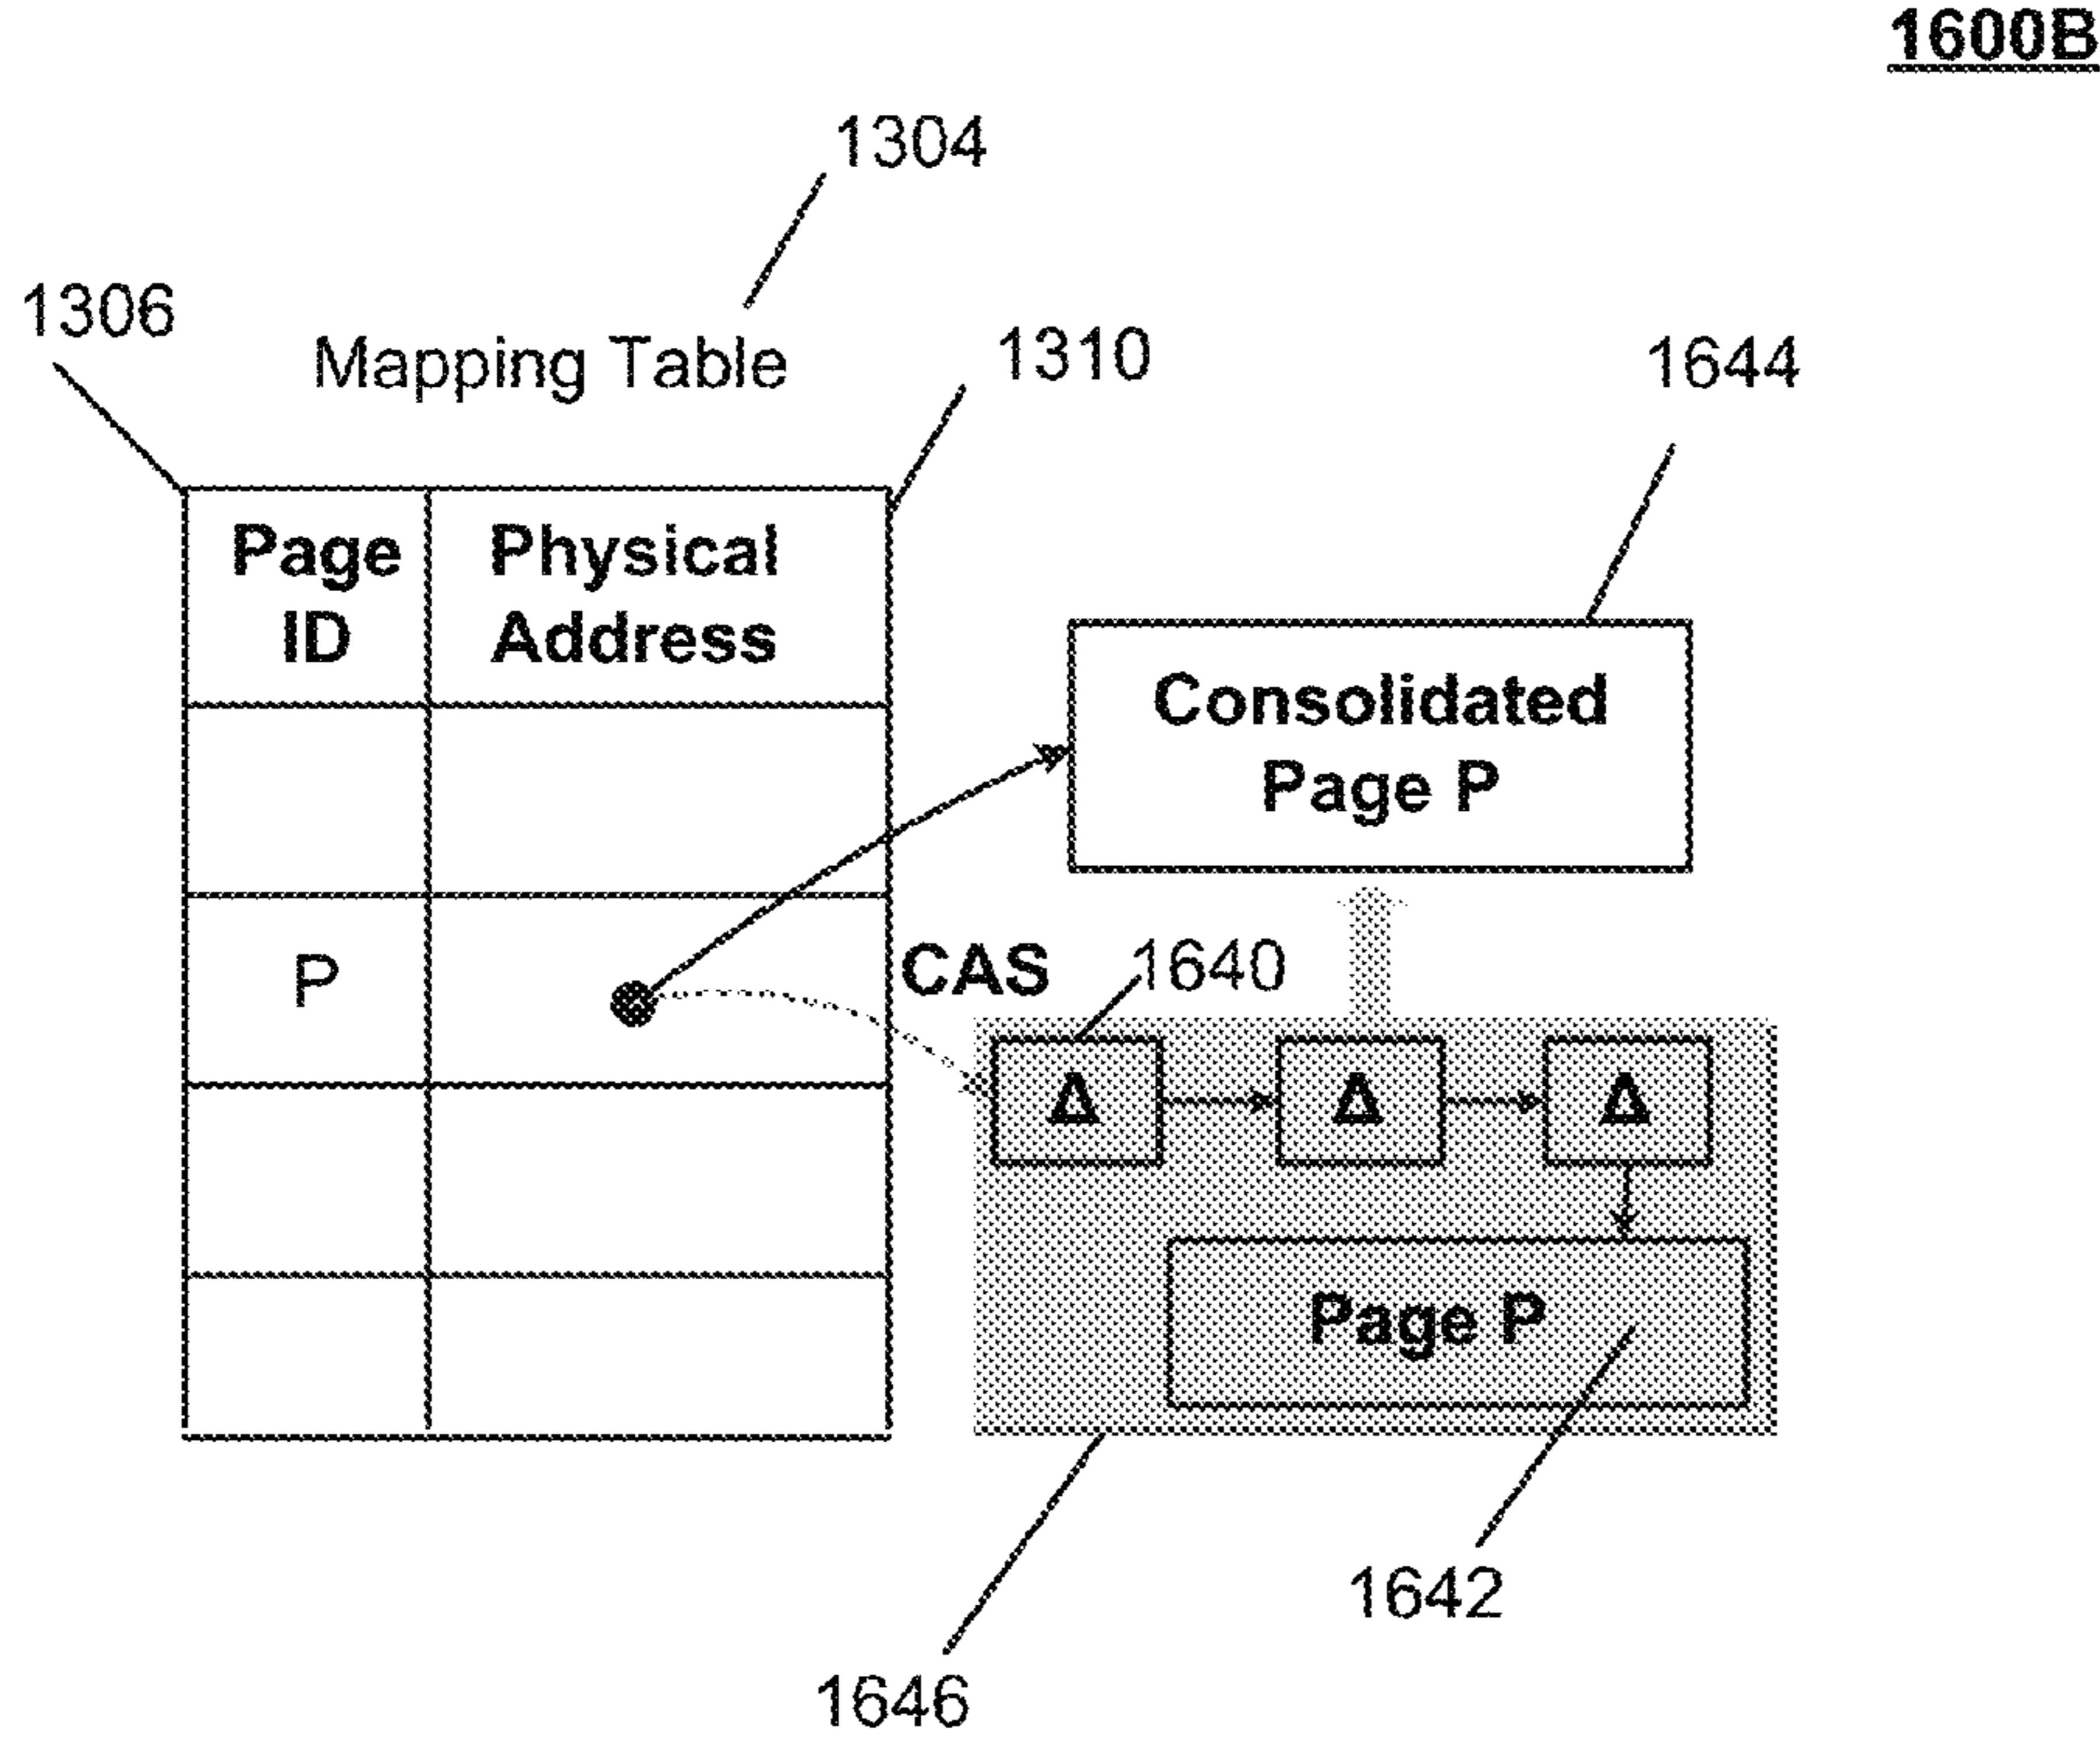 1600B
1304
1306
Mapping Table
1310
1644
Page
ID
Physical
Address
Consolidated
Page P
P
CAS
1640
Δ
Δ
Δ
Page P
1642
1646